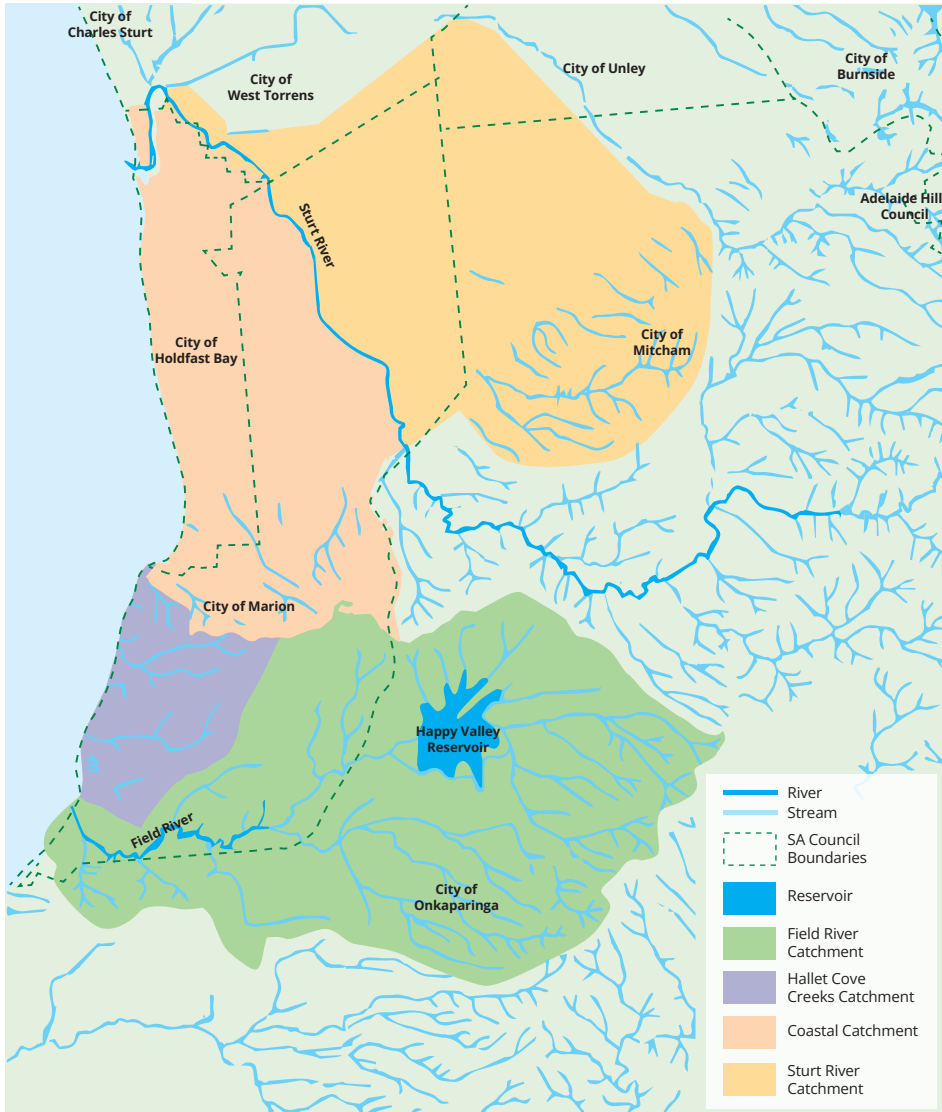 City of
Charles Sturt
City of
West Torrens
City of Unley
City of
Burnside
Adelaide Hill
Council
Sturt River
City of
Holdfast Bay
City of
Mitcham
City of Marion
Happy Valley
Reservoir
Field River
City of
Onkaparinga
River
Stream
SA Council
Boundaries
Reservoir
Field River
Catchment
Hallet Cove
Creeks Catchment
Coastal Catchment
Sturt River
Catchment